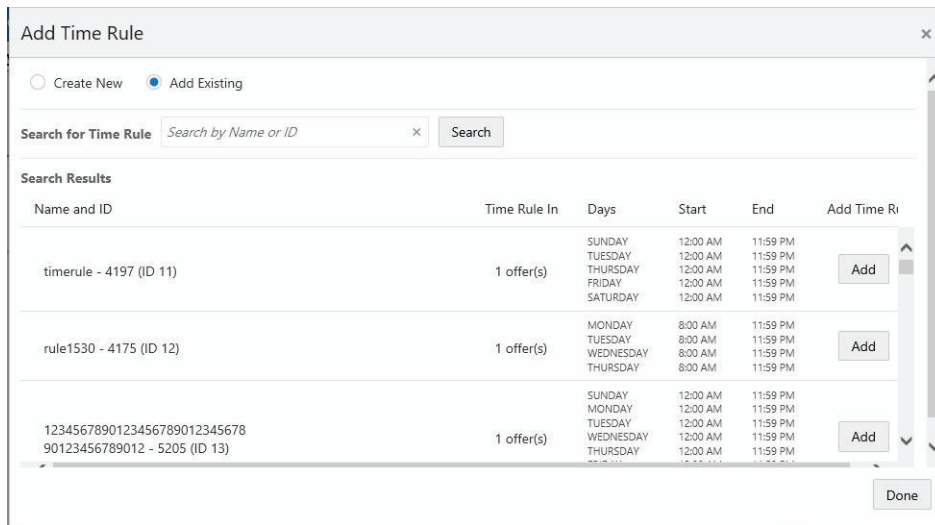 Add Time Rule ×
Create New Add Existing
Search for Time Rule Search by Name or ID × Search
Search Results
Name and ID Time Rule In Days Start End Add Time Ru
timerule - 4197 (ID 11) 1 offer(s) Add
SUNDAY 12:00 AM 11:59 PM
TUESDAY 12:00 AM 11:59 PM
THURSDAY 12:00 AM 11:59 PM
FRIDAY 12:00 AM 11:59 PM
SATURDAY 12:00 AM 11:59 PM
rule1530 - 4175 (ID 12) 1 offer(s) Add
MONDAY 8:00 AM 11:59 PM
TUESDAY 8:00 AM 11:59 PM
WEDNESDAY 8:00 AM 11:59 PM
THURSDAY 8:00 AM 11:59 PM
1234567890123456789012345678
90123456789012 - 5205 (ID 13) 1 offer(s) Add
SUNDAY 12:00 AM 11:59 PM
MONDAY 12:00 AM 11:59 PM
TUESDAY 12:00 AM 11:59 PM
WEDNESDAY 12:00 AM 11:59 PM
THURSDAY 12:00 AM 11:59 PM
Done